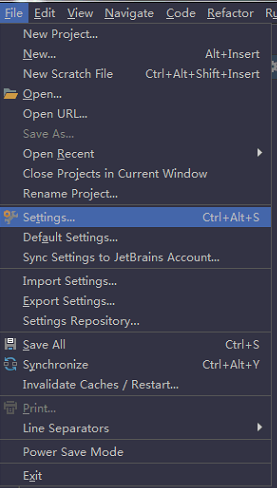 File Edit View Navigate Code Refactor
New Project...
New... Alt+Insert
New Scratch File Ctrl+Alt+Shift+Insert
Open...
Open URL...
Save As...
Open Recent
Close Projects in Current Window
Rename Project...
Settings... Ctrl+Alt+S
Default Settings...
Sync Settings to JetBrains Account...
Import Settings...
Export Settings...
Settings Repository...
Save All Ctrl+S
Synchronize Ctrl+Alt+Y
Invalidate Caches / Restart...
Print...
Line Separators
Power Save Mode
Exit